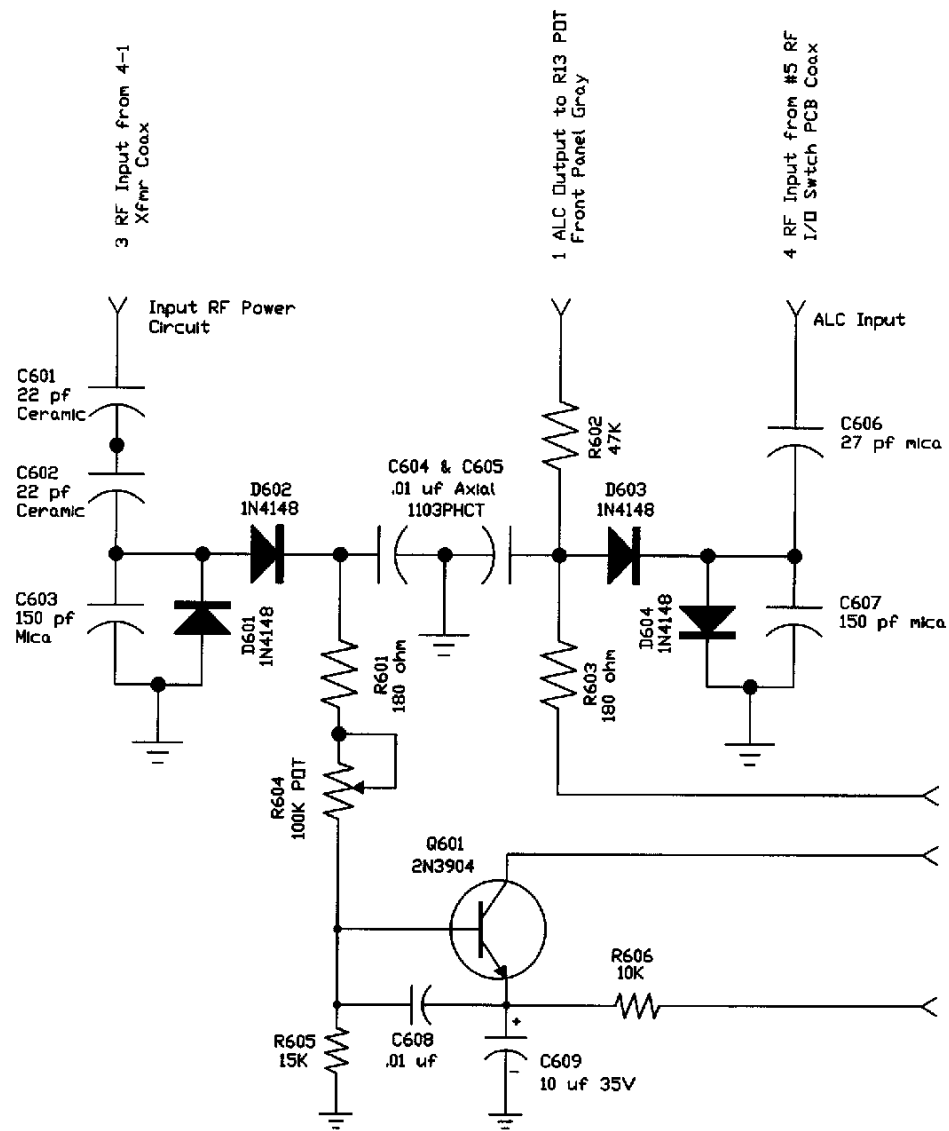 3 RF Input from 4-1
Xfmr Coax
1 ALC Output to R13 POT
Front Panel Gray
4 RF Input from #5 RF
I/O Swtch PCB Coax
Input RF Power
Circuit
ALC Input
C601
22 pf
Ceramic
C602
22 pf
Ceramic
C603
150 pf
Mica
D601
1N4148
D602
1N4148
C604 & C605
.01 uf Axial
1103PHCT
R602
47K
D603
1N4148
C606
27 pf mica
D604
1N4148
C607
150 pf mica
R601
180 ohm
R603
180 ohm
R604
100K POT
Q601
2N3904
R606
10K
R605
15K
C608
.01 uf
+
C609
10 uf 35V
-